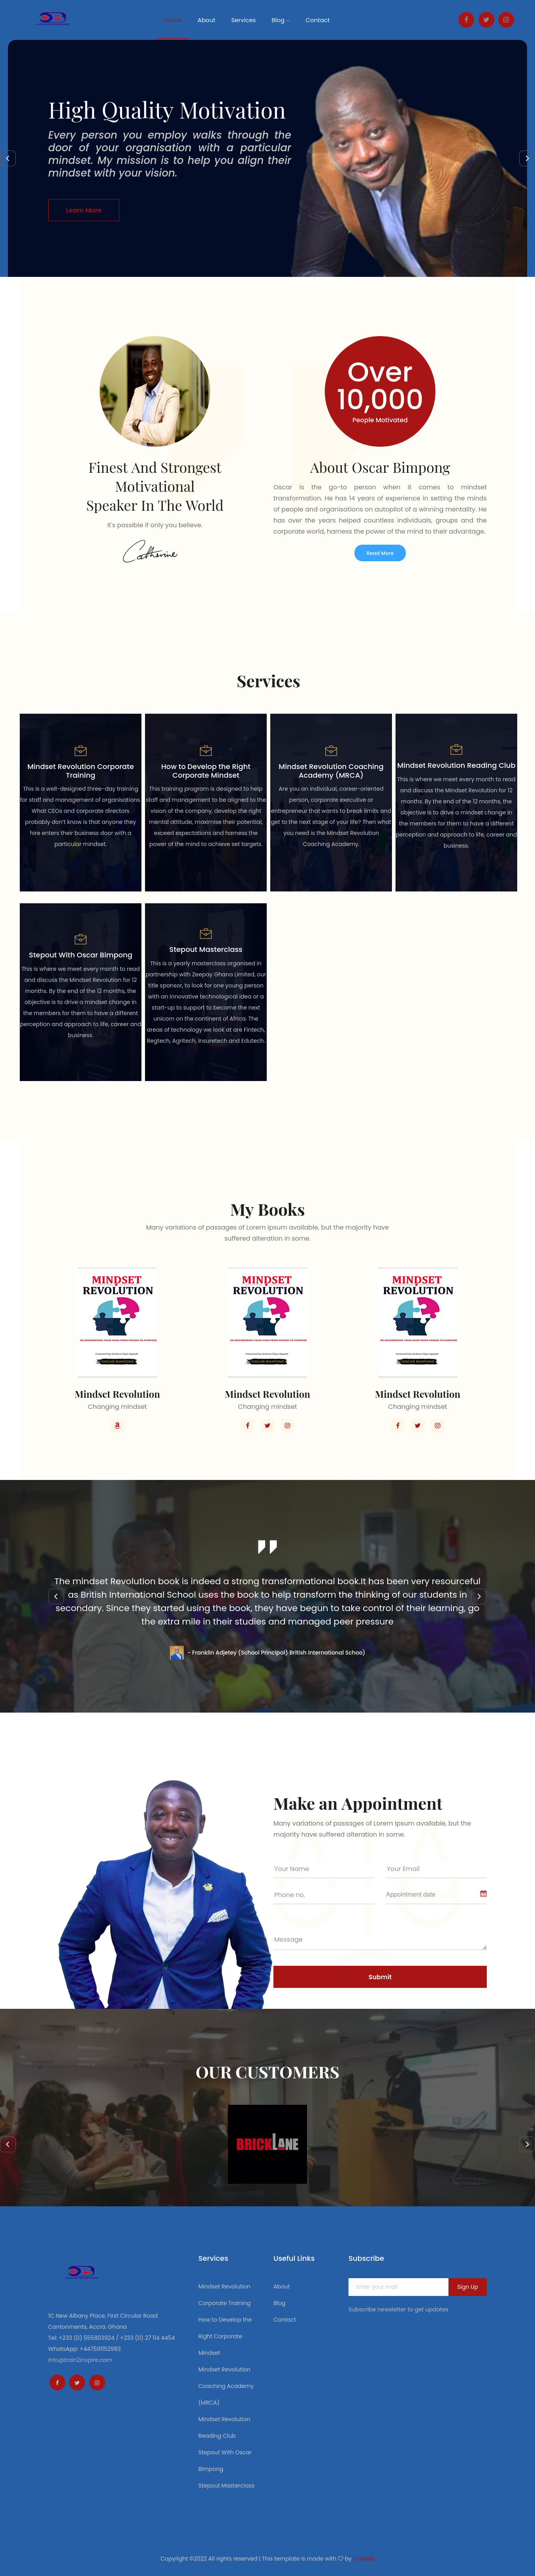 Home
About
Services
Blog
Contact
High Quality Motivation
Every person you employ walks through the
door of your organisation with a particular
mindset. My mission is to help you align their
mindset with your vision.
Learn More
Finest And Strongest
Motivational
Speaker In The World
It's possible if only you believe.
Catherine
Over
10,000
People Motivated
About Oscar Bimpong
Oscar is the go-to person when it comes to mindset
transformation. He has 14 years of experience in setting the minds
of people and organisations on autopilot of a winning mentality. He
has over the years helped countless individuals, groups and the
corporate world, harness the power of the mind to their advantage.
Read More
Services
Mindset Revolution Corporate
Training
This is a well-designed three-day training
for staff and management of organisations.
What CEOs and corporate directors
probably don't know is that anyone they
hire enters their business door with a
particular mindset.
How to Develop the Right
Corporate Mindset
This training program is designed to help
staff and management to be aligned to the
vision of the company, develop the right
mental attitude, maximise their potential,
exceed expectations and harness the
power of the mind to achieve set targets.
Mindset Revolution Coaching
Academy (MRCA)
Are you an individual, career-oriented
person, corporate executive or
entrepreneur that wants to break limits and
get to the next stage of your life? Then what
you need is the Mindset Revolution
Coaching Academy.
Mindset Revolution Reading Club
This is where we meet every month to read
and discuss the Mindset Revolution for 12
months. By the end of the 12 months, the
objective is to drive a mindset change in
the members for them to have a different
perception and approach to life, career and
business.
Stepout With Oscar Bimpong
This is where we meet every month to read
and discuss the Mindset Revolution for 12
months. By the end of the 12 months, the
objective is to drive a mindset change in
the members for them to have a different
perception and approach to life, career and
business.
Stepout Masterclass
This is a yearly masterclass organised in
partnership with Zeepay Ghana Limited, our
title sponsor, to look for one young person
with an innovative technological idea or a
start-up to support to become the next
unicorn on the continent of Africa. The
areas of technology we look at are Fintech,
Regtech, Agritech, Insuretech and Edutech.
My Books
Many variations of passages of Lorem Ipsum available, but the majority have
suffered alteration in some.
MINDSET
REVOLUTION
OSCAR BIMPONG
MINDSET
REVOLUTION
OSCAR BIMPONG
MINDSET
REVOLUTION
OSCAR BIMPONG
Mindset Revolution
Changing mindset
Mindset Revolution
Changing mindset
Mindset Revolution
Changing mindset
The mindset Revolution book is indeed a strong transformational book.It has been very resourceful
as British International School uses the book to help transform the thinking of our students in
secondary. Since they started using the book, they have begun to take control of their learning, go
the extra mile in their studies and managed peer pressure
- Franklin Adjetey (School Principal) British International Schoo)
Make an Appointment
Many variations of passages of Lorem Ipsum available, but the
majority have suffered alteration in some.
Your Name
Your Email
Phone no.
Appointment date
Message
Submit
OUR CUSTOMERS
BRICKLANE
1C New Albany Place, First Circular Road
Cantonments, Accra. Ghana
Tel: +233 (0) 555803924 / +233 (0) 27 114 4454
WhatsApp: +447591152983
info@train2inspire.com
Services
Mindset Revolution
Corporate Training
How to Develop the
Right Corporate
Mindset
Mindset Revolution
Coaching Academy
(MRCA)
Mindset Revolution
Reading Club
Stepout With Oscar
Bimpong
Stepout Masterclass
Useful Links
About
Blog
Contact
Subscribe
Enter your mail
Sign Up
Subscribe newsletter to get updates
Copyright ©2022 All rights reserved | This template is made with by